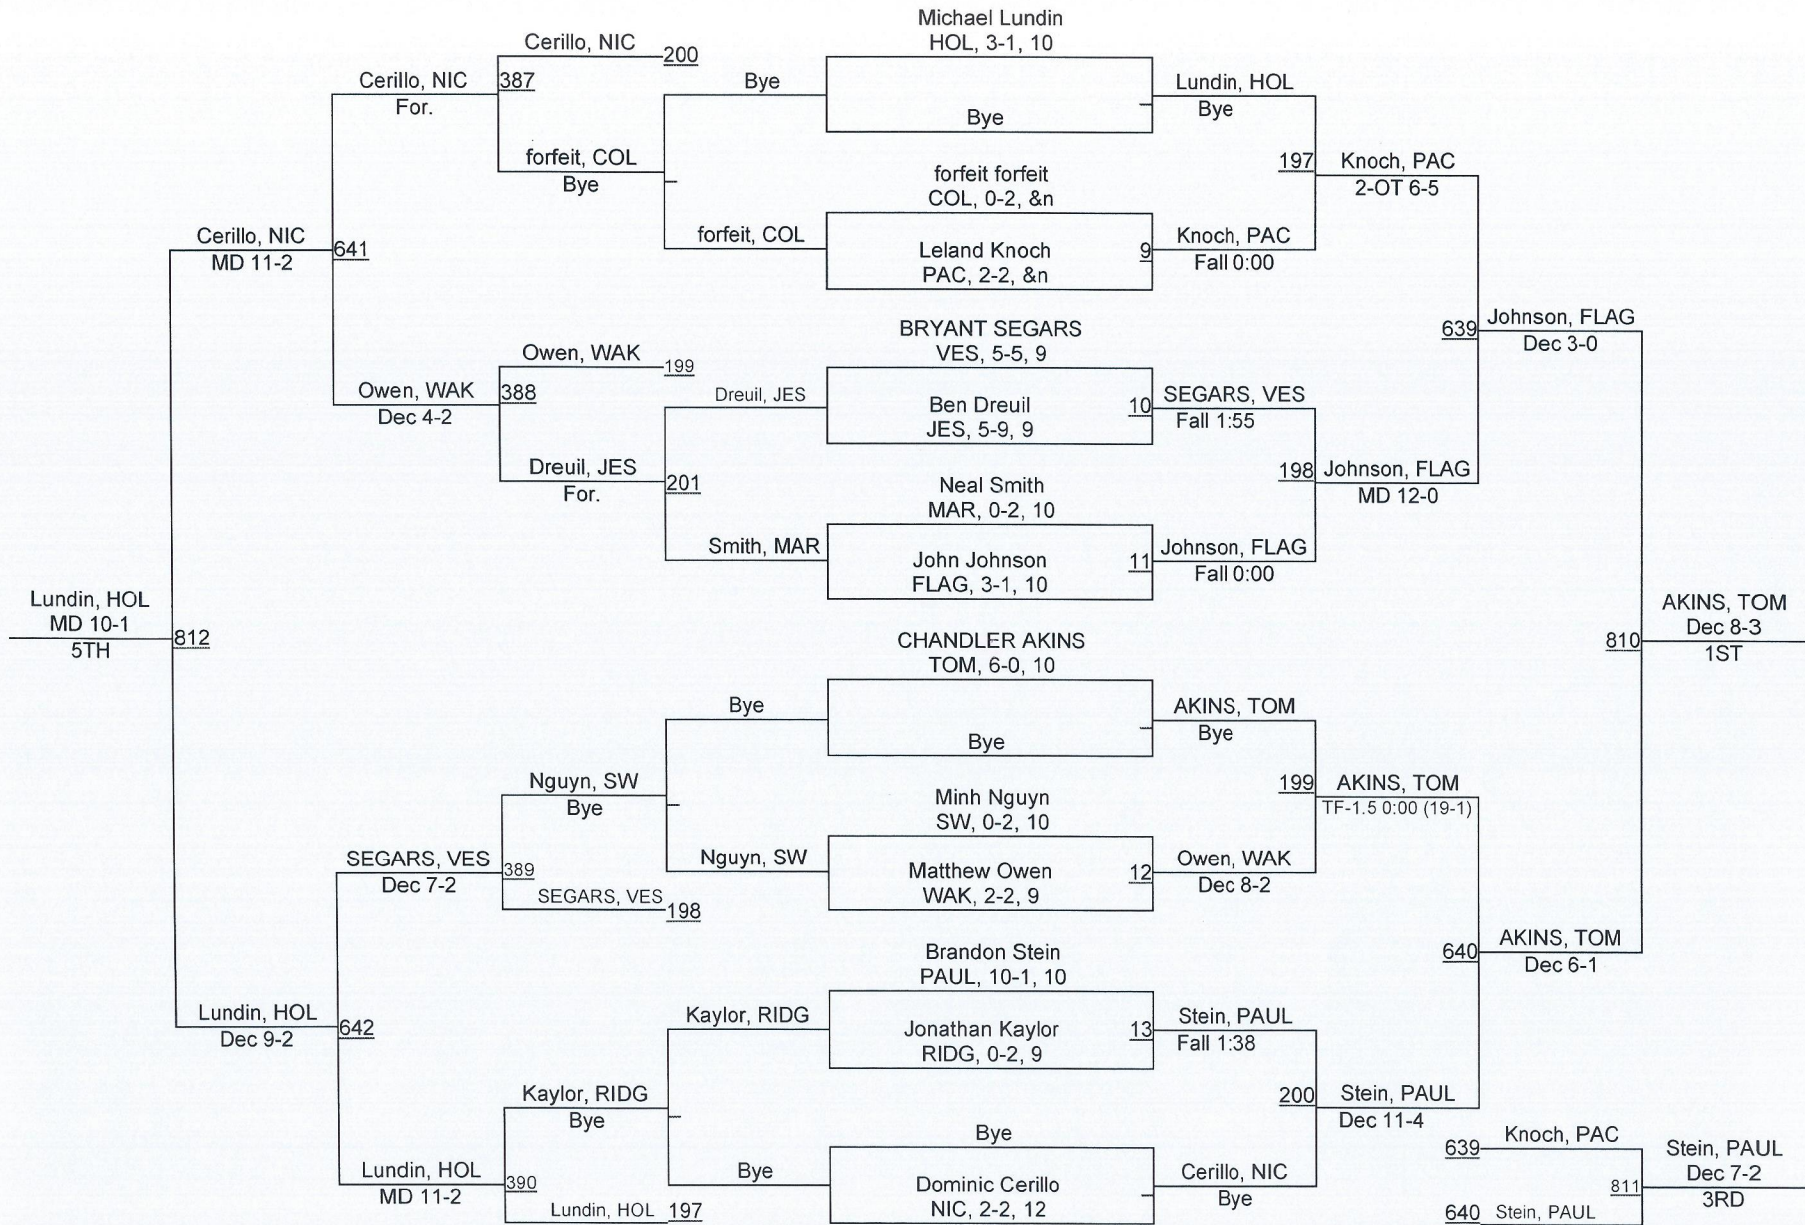 Michael Lundin
HOL, 3-1, 10
Cerillo, NIC
200
Cerillo, NIC
387
Bye
Lundin, HOL
For.
Bye
Bye
forfeit, COL
Bye
197
Knoch, PAC
2-OT 6-5
forfeit forfeit
COL, 0-2, &n
Cerillo, NIC
641
MD 11-2
forfeit, COL
Leland Knoch
9
Knoch, PAC
PAC, 2-2, &n
Fall 0:00
BRYANT SEGARS
VES, 5-5, 9
639
Johnson, FLAG
Dec 3-0
Owen, WAK
199
Owen, WAK
388
Dec 4-2
Dreuil, JES
Ben Dreuil
10
SEGARS, VES
JES, 5-9, 9
Fall 1:55
Dreuil, JES
201
For.
198
Johnson, FLAG
MD 12-0
Neal Smith
MAR, 0-2, 10
Smith, MAR
John Johnson
11
Johnson, FLAG
FLAG, 3-1, 10
Fall 0:00
Lundin, HOL
MD 10-1
812
5TH
CHANDLER AKINS
TOM, 6-0, 10
810
AKINS, TOM
Dec 8-3
1ST
Bye
Bye
AKINS, TOM
Bye
Nguyn, SW
Bye
Minh Nguyn
SW, 0-2, 10
199
AKINS, TOM
TF-1.5 0:00 (19-1)
SEGARS, VES
389
Dec 7-2
SEGARS, VES
198
Nguyn, SW
Matthew Owen
12
Owen, WAK
WAK, 2-2, 9
Dec 8-2
Brandon Stein
PAUL, 10-1, 10
640
AKINS, TOM
Dec 6-1
Lundin, HOL
642
Dec 9-2
Kaylor, RIDG
Jonathan Kaylor
13
Stein, PAUL
RIDG, 0-2, 9
Fall 1:38
Kaylor, RIDG
Bye
200
Stein, PAUL
Dec 11-4
Lundin, HOL
390
MD 11-2
Lundin, HOL
197
Bye
Bye
Dominic Cerillo
NIC, 2-2, 12
Cerillo, NIC
Bye
639
Knoch, PAC
811
Stein, PAUL
Dec 7-2
3RD
640
Stein, PAUL